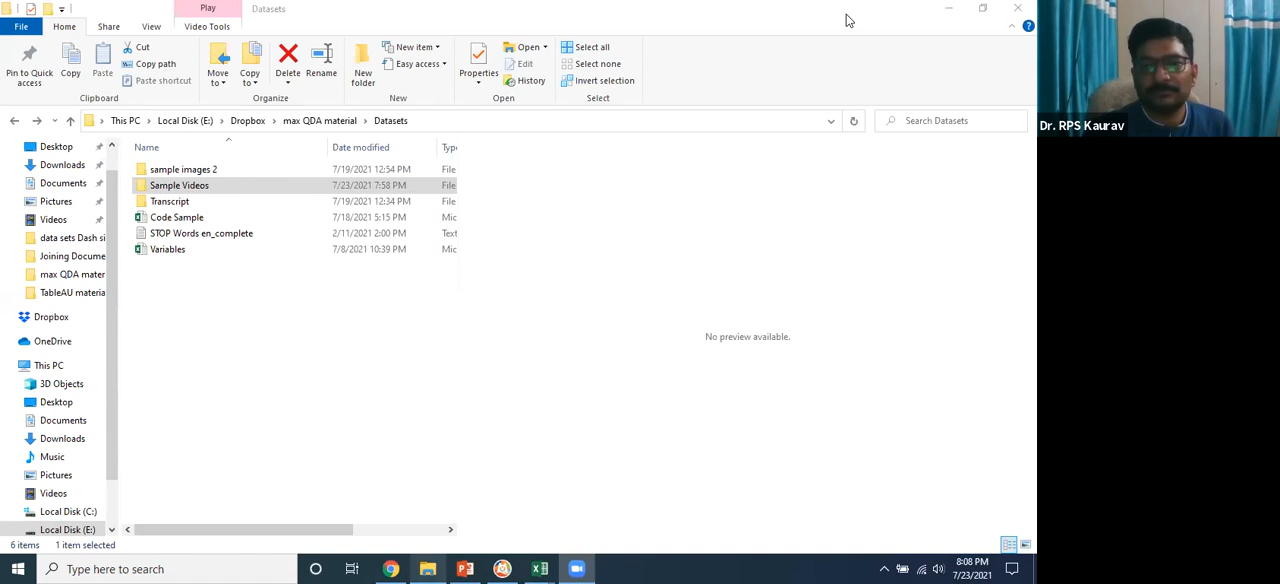 Play
Datasets
File
Home
Share
View
Video Tools
Pin to Quick access
Copy
Paste
Cut
Copy path
Paste shortcut
Clipboard
Move to
Copy to
Delete
Rename
Organize
New folder
New item
Easy access
New
Properties
Open
Edit
History
Open
Select all
Select none
Invert selection
Select
This PC > Local Disk (E:) > Dropbox > max QDA material > Datasets
Search Datasets
Name Date modified Type
sample images 2 7/19/2021 12:54 PM File
Sample Videos 7/23/2021 7:58 PM File
Transcript 7/19/2021 12:34 PM File
Code Sample 7/18/2021 5:15 PM Mic
STOP Words en_complete 2/11/2021 2:00 PM Text
Variables 7/8/2021 10:39 PM Mic
Desktop
Downloads
Documents
Pictures
Videos
data sets Dash si
Joining Docume
max QDA mater
TableAU materia
Dropbox
OneDrive
This PC
3D Objects
Desktop
Documents
Downloads
Music
Pictures
Videos
Local Disk (C:)
Local Disk (E:)
No preview available.
6 items 1 item selected
Type here to search
8:08 PM
7/23/2021
Dr. RPS Kaurav